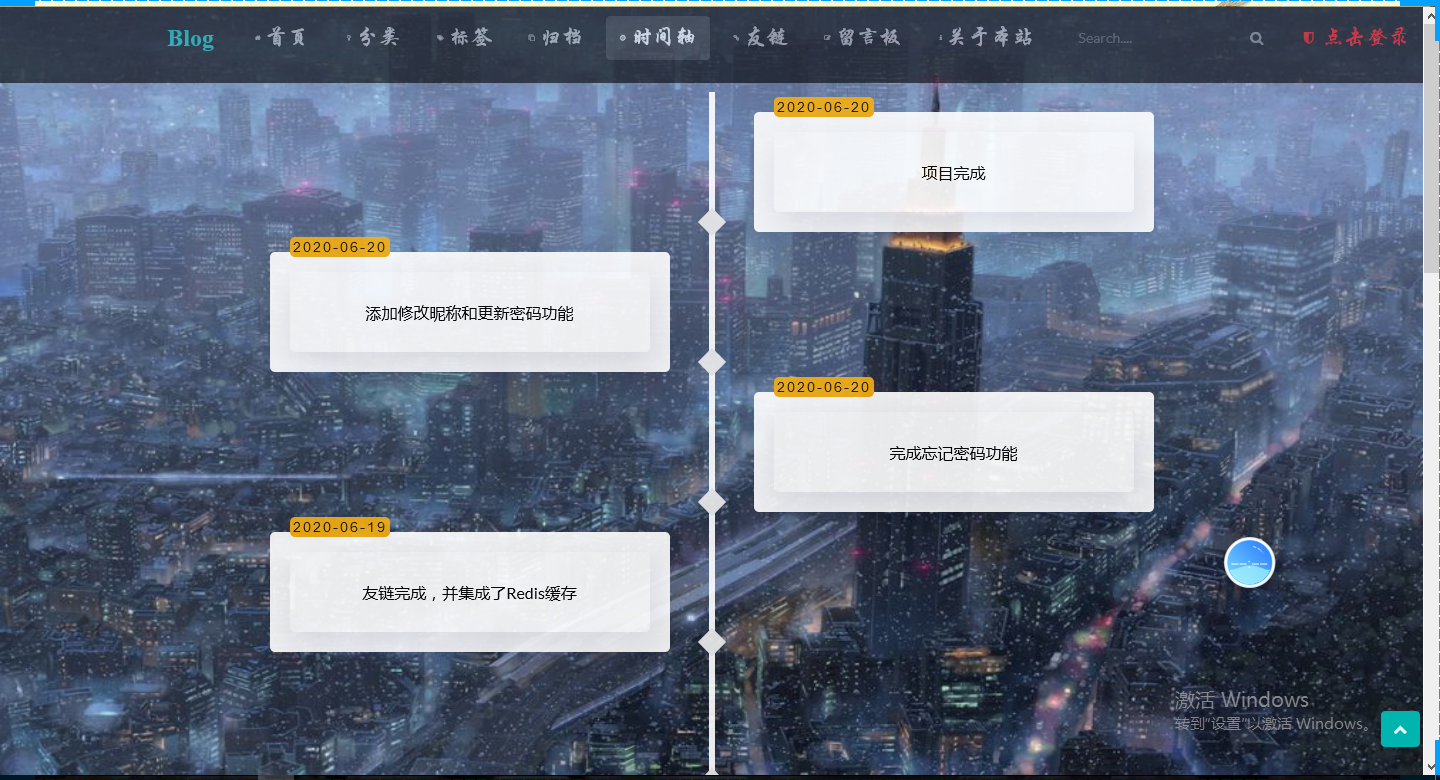 Blog
首页
分类
标签
归档
时间轴
友链
留言板
关于本站
Search....
点击登录
2020-06-20
项目完成
2020-06-20
添加修改昵称和更新密码功能
2020-06-20
完成忘记密码功能
2020-06-19
友链完成，并集成了Redis缓存
激活 Windows
转到"设置"以激活 Windows。